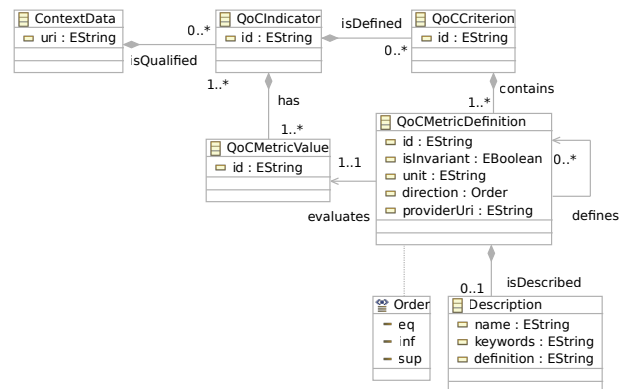 ContextData
uri : EString
0..*
isQualified
QoCIndicator
id : EString
isDefined
0..*
QoCCriterion
id : EString
1..*
has
1..*
contains
1..*
QoCMetricValue
id : EString
1..1
evaluates
QoCMetricDefinition
id : EString
isInvariant : EBoolean
unit : EString
direction : Order
providerUri : EString
0..*
defines
0..1
isDescribed
Order
eq
inf
sup
Description
name : EString
keywords : EString
definition : EString